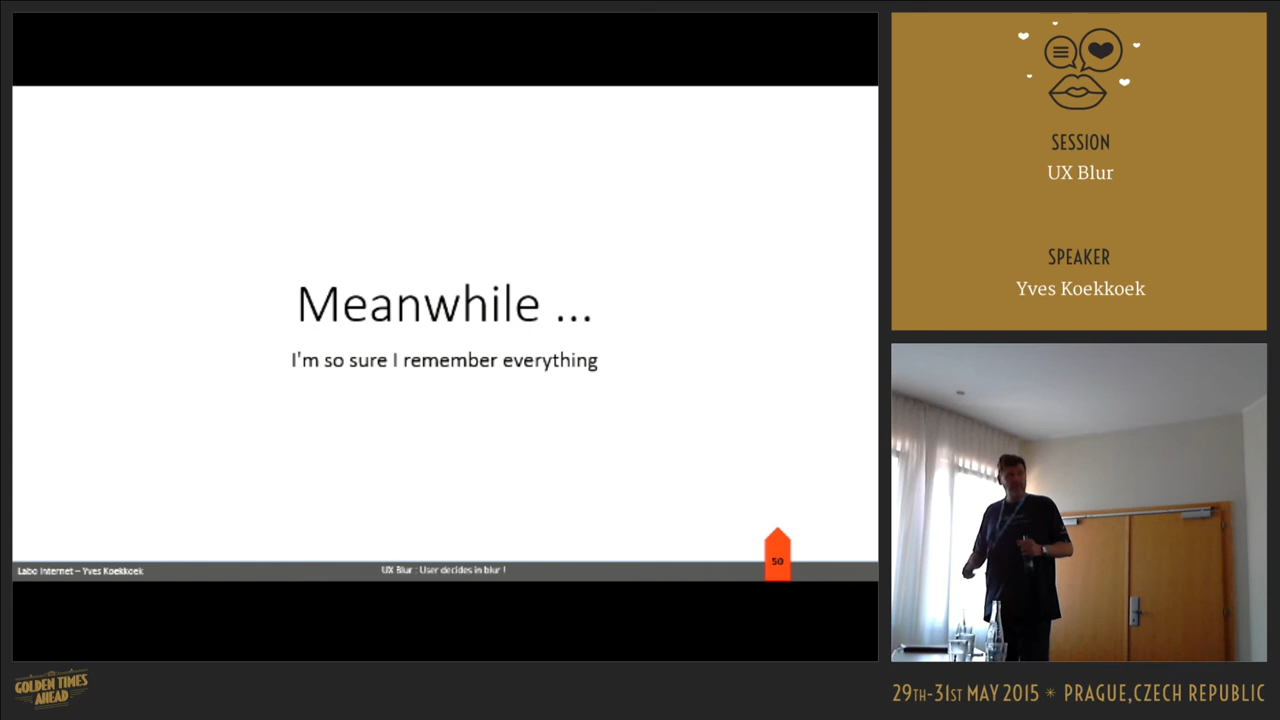 Meanwhile ...
I'm so sure I remember everything
Labo Internet – Yves Koekkoek
UX Blur : User decides in blur !
50
SESSION
UX Blur
SPEAKER
Yves Koekkoek
GOLDEN TIMES
AHEAD
29TH-31ST MAY 2015 * PRAGUE, CZECH REPUBLIC